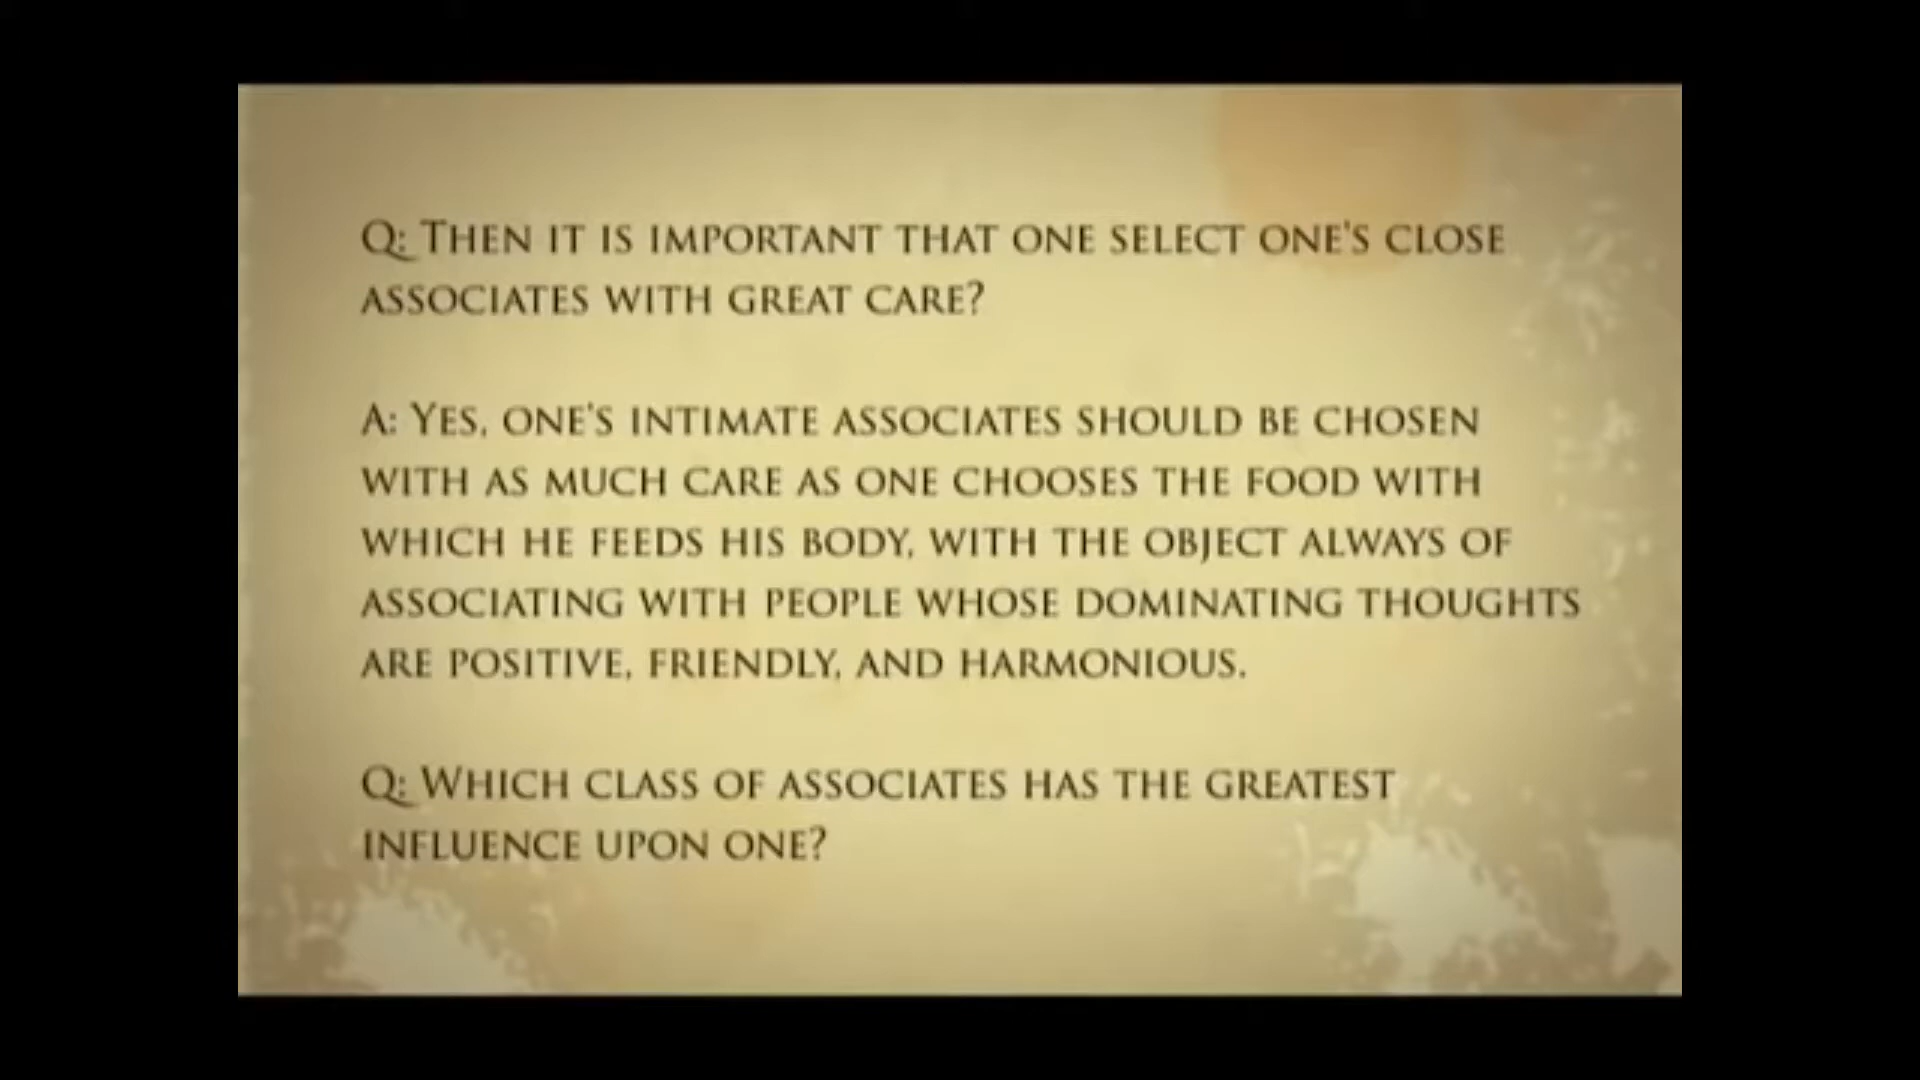 Q: THEN IT IS IMPORTANT THAT ONE SELECT ONE'S CLOSE
ASSOCIATES WITH GREAT CARE?
A: YES, ONE'S INTIMATE ASSOCIATES SHOULD BE CHOSEN
WITH AS MUCH CARE AS ONE CHOOSES THE FOOD WITH
WHICH HE FEEDS HIS BODY, WITH THE OBJECT ALWAYS OF
ASSOCIATING WITH PEOPLE WHOSE DOMINATING THOUGHTS
ARE POSITIVE, FRIENDLY, AND HARMONIOUS.
Q: WHICH CLASS OF ASSOCIATES HAS THE GREATEST
INFLUENCE UPON ONE?